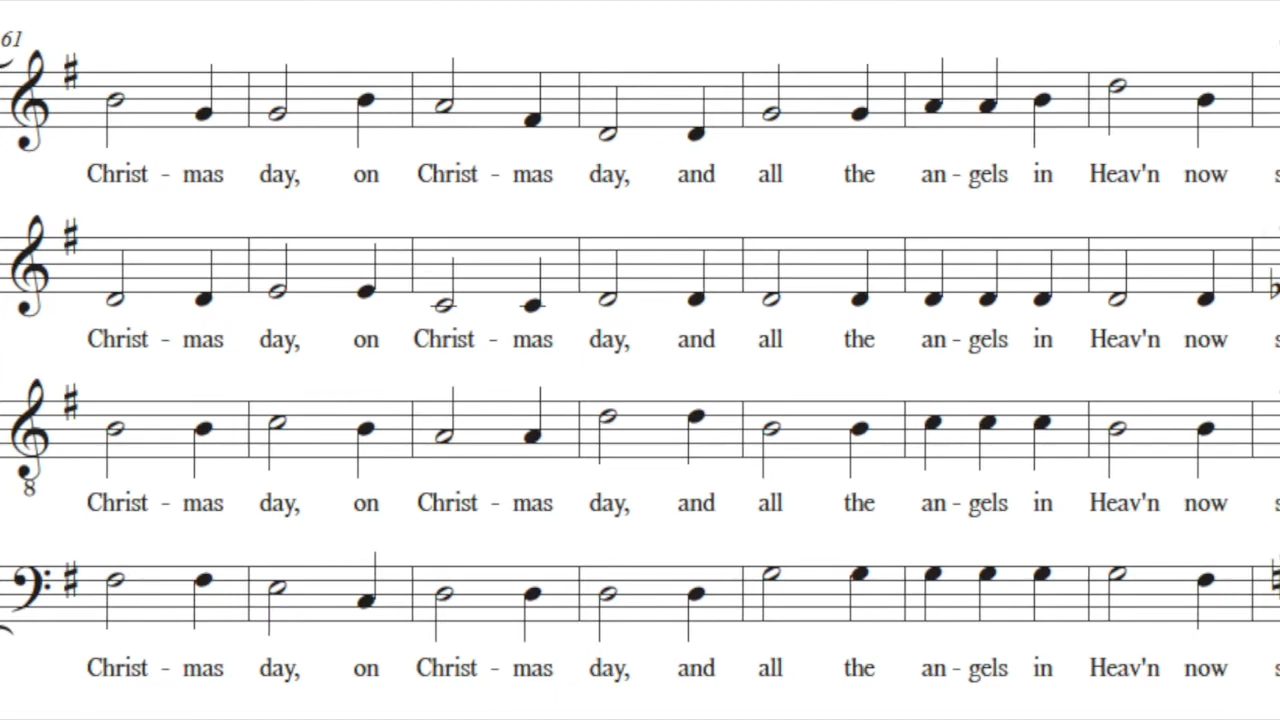 61
Christ - mas day, on Christ - mas day, and all the an - gels in Heav'n now
Christ - mas day, on Christ - mas day, and all the an - gels in Heav'n now
8
Christ - mas day, on Christ - mas day, and all the an - gels in Heav'n now
Christ - mas day, on Christ - mas day, and all the an - gels in Heav'n now